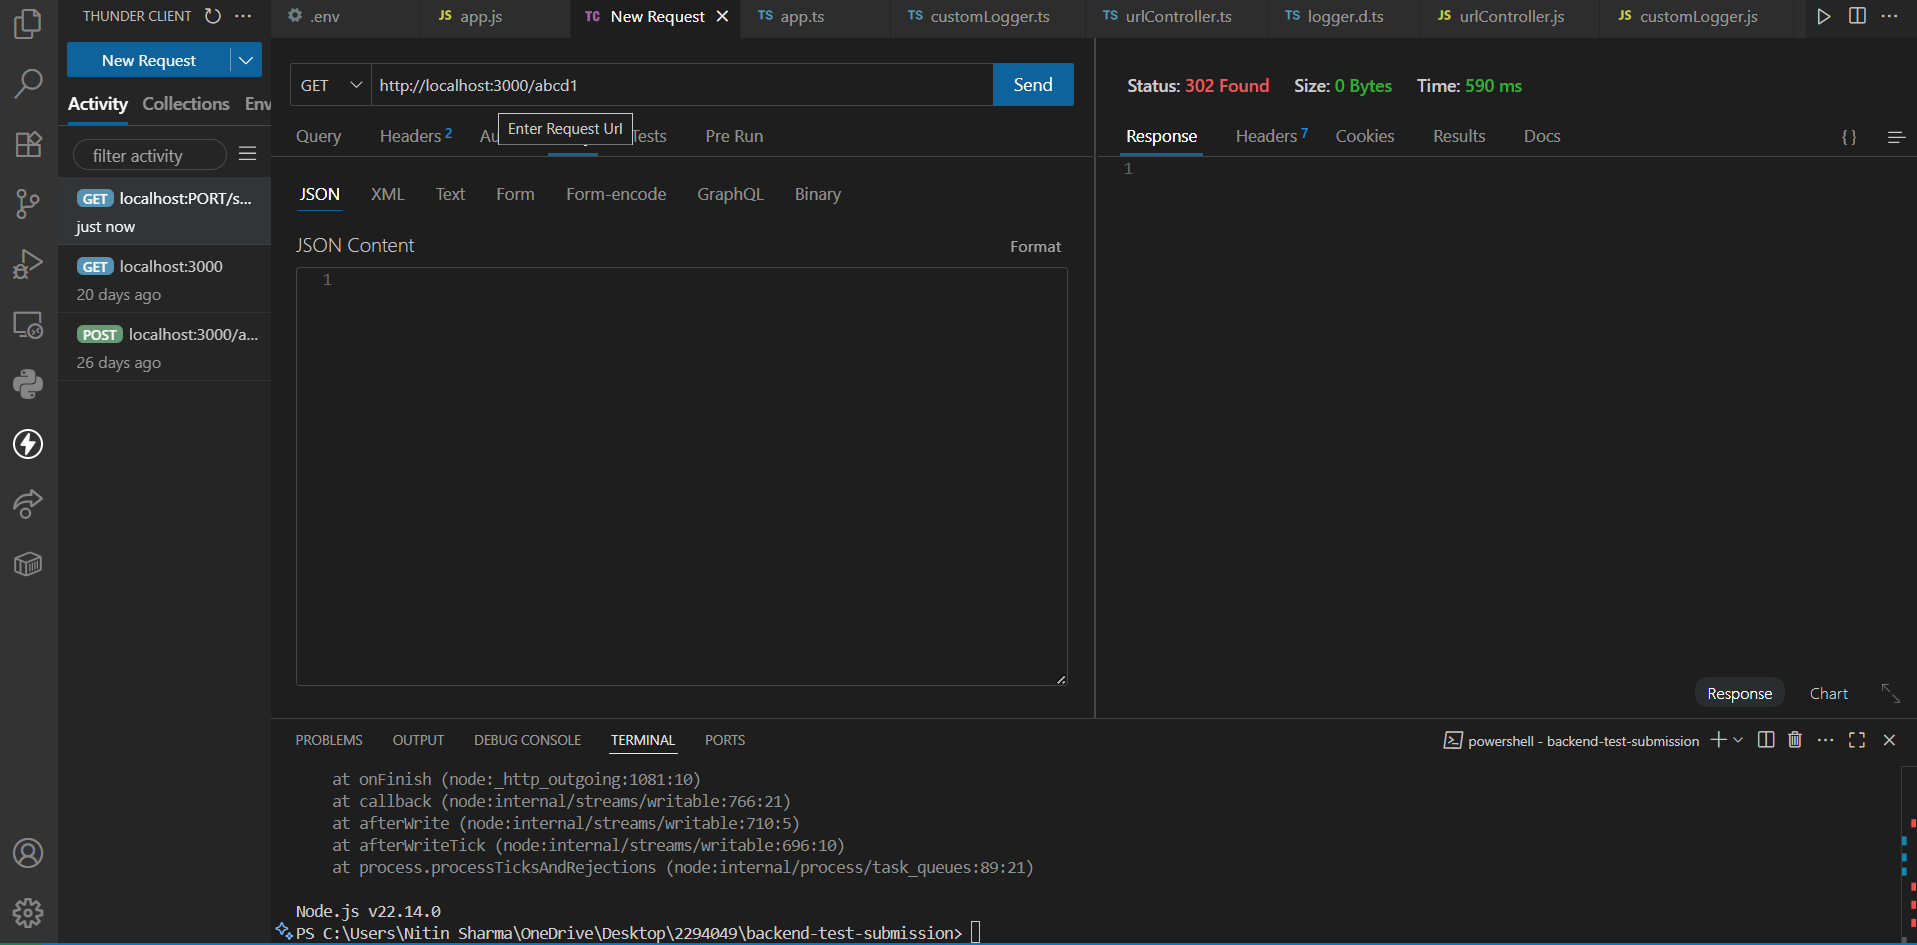 THUNDER CLIENT
New Request
Activity Collections Env
filter activity
GET localhost:PORT/s...
just now
GET localhost:3000
20 days ago
POST localhost:3000/a...
26 days ago
.env
JS app.js
TC New Request
TS app.ts
TS customLogger.ts
TS urlController.ts
TS logger.d.ts
JS urlController.js
JS customLogger.js
GET http://localhost:3000/abcd1 Send
Query Headers 2 Au Tests Pre Run
Enter Request Url
JSON XML Text Form Form-encode GraphQL Binary
JSON Content Format
1
Status: 302 Found Size: 0 Bytes Time: 590 ms
Response Headers 7 Cookies Results Docs {}
1
Response Chart
PROBLEMS OUTPUT DEBUG CONSOLE TERMINAL PORTS
powershell - backend-test-submission
at onFinish (node:_http_outgoing:1081:10)
at callback (node:internal/streams/writable:766:21)
at afterWrite (node:internal/streams/writable:710:5)
at afterWriteTick (node:internal/streams/writable:696:10)
at process.processTicksAndRejections (node:internal/process/task_queues:89:21)
Node.js v22.14.0
PS C:\Users\Nitin Sharma\OneDrive\Desktop\2294049\backend-test-submission>